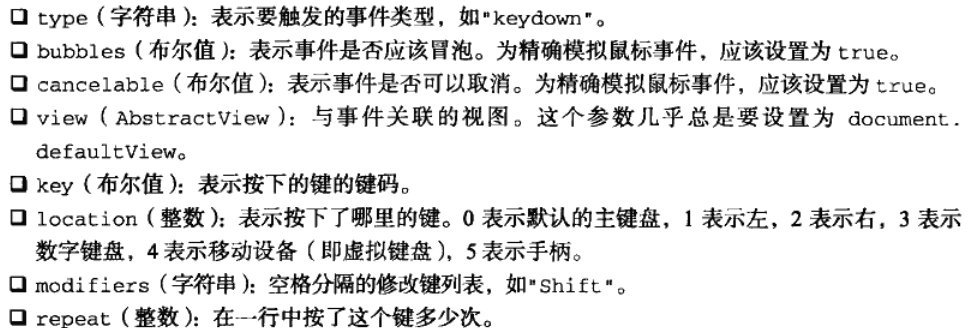 ❑ type（字符串）：表示要触发的事件类型，如"keydown"。
❑ bubbles（布尔值）：表示事件是否应该冒泡。为精确模拟鼠标事件，应该设置为true。
❑ cancelable（布尔值）：表示事件是否可以取消。为精确模拟鼠标事件，应该设置为true。
❑ view（AbstractView）：与事件关联的视图。这个参数几乎总是要设置为 document.
defaultView。
❑ key（布尔值）：表示按下的键的键码。
❑ location（整数）：表示按下了哪里的键。0 表示默认的主键盘，1 表示左，2 表示右，3 表示
数字键盘，4 表示移动设备（即虚拟键盘），5 表示手柄。
❑ modifiers（字符串）：空格分隔的修改键列表，如"Shift"。
❑ repeat（整数）：在一行中按了这个键多少次。